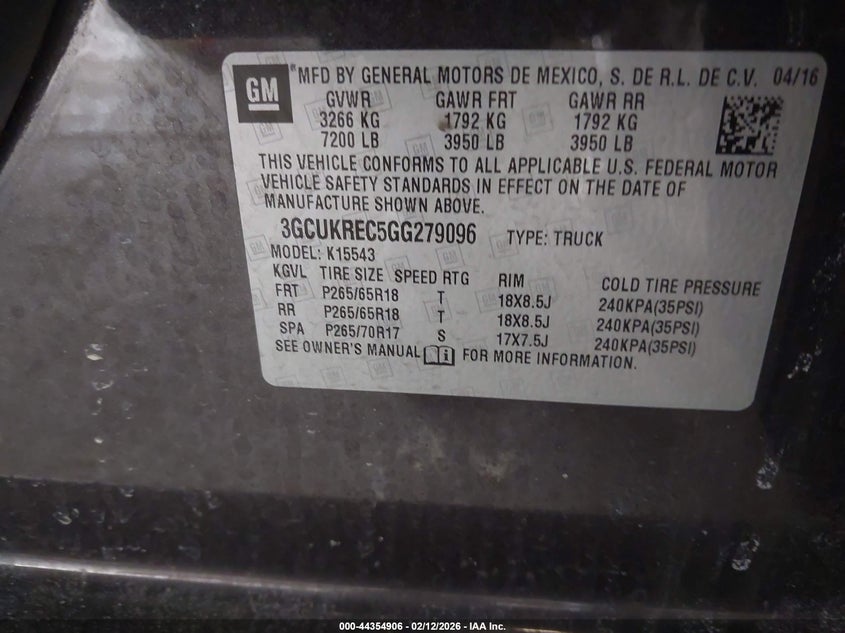 GM
®MFD BY GENERAL MOTORS DE MEXICO, S. DE R.L. DE C.V. 04/16
GVWR GAWR FRT GAWR RR
3266 KG 1792 KG 1792 KG
7200 LB 3950 LB 3950 LB
THIS VEHICLE CONFORMS TO ALL APPLICABLE U.S. FEDERAL MOTOR
VEHICLE SAFETY STANDARDS IN EFFECT ON THE DATE OF
MANUFACTURE SHOWN ABOVE.
3GCUKREC5GG279096 TYPE: TRUCK
MODEL: K15543
KGVL TIRE SIZE SPEED RTG RIM COLD TIRE PRESSURE
FRT P265/65R18 T 18X8.5J 240KPA(35PSI)
RR P265/65R18 T 18X8.5J 240KPA(35PSI)
SPA P265/70R17 S 17X7.5J 240KPA(35PSI)
SEE OWNER'S MANUAL FOR MORE INFORMATION.
000-44354906 - 02/12/2026 - IAA Inc.